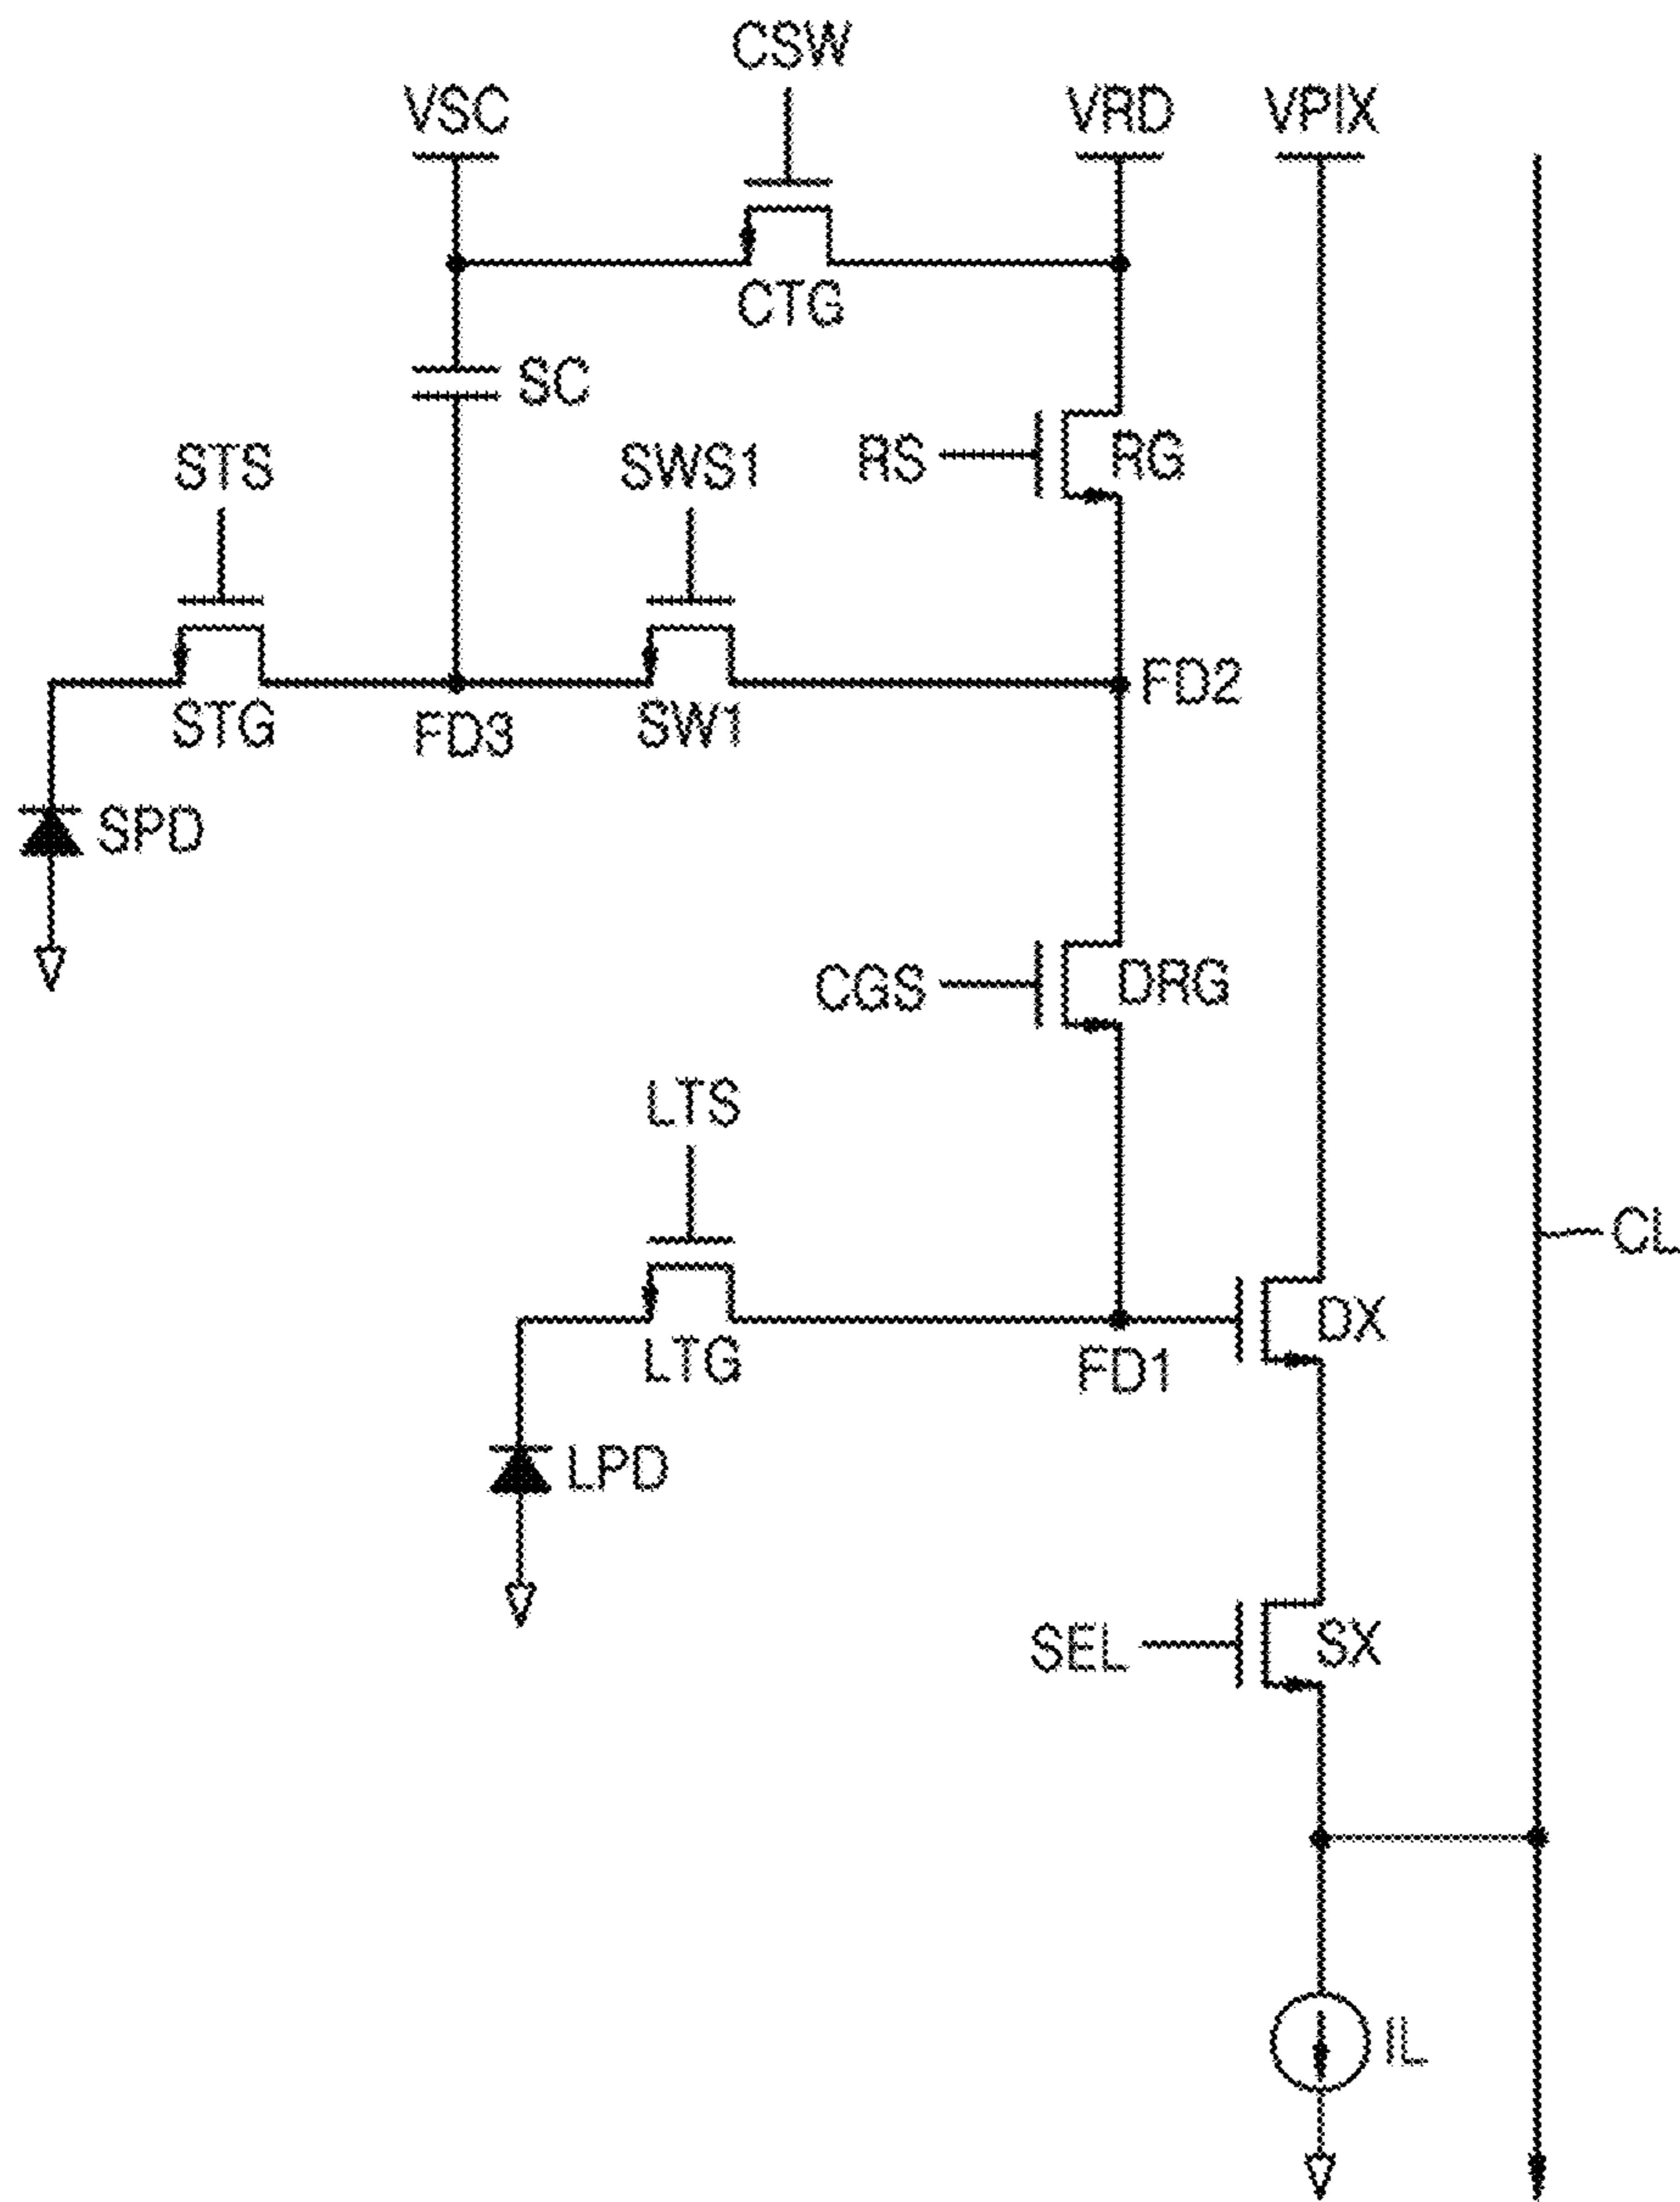 CSW
VSC
VRD
VPIX
CTG
SC
STS
SWS1
RS
RG
STG
FD3
SW1
FD2
SPD
CGS
DRG
LTS
CL
LTG
FD1
DX
LPD
SEL
SX
IL